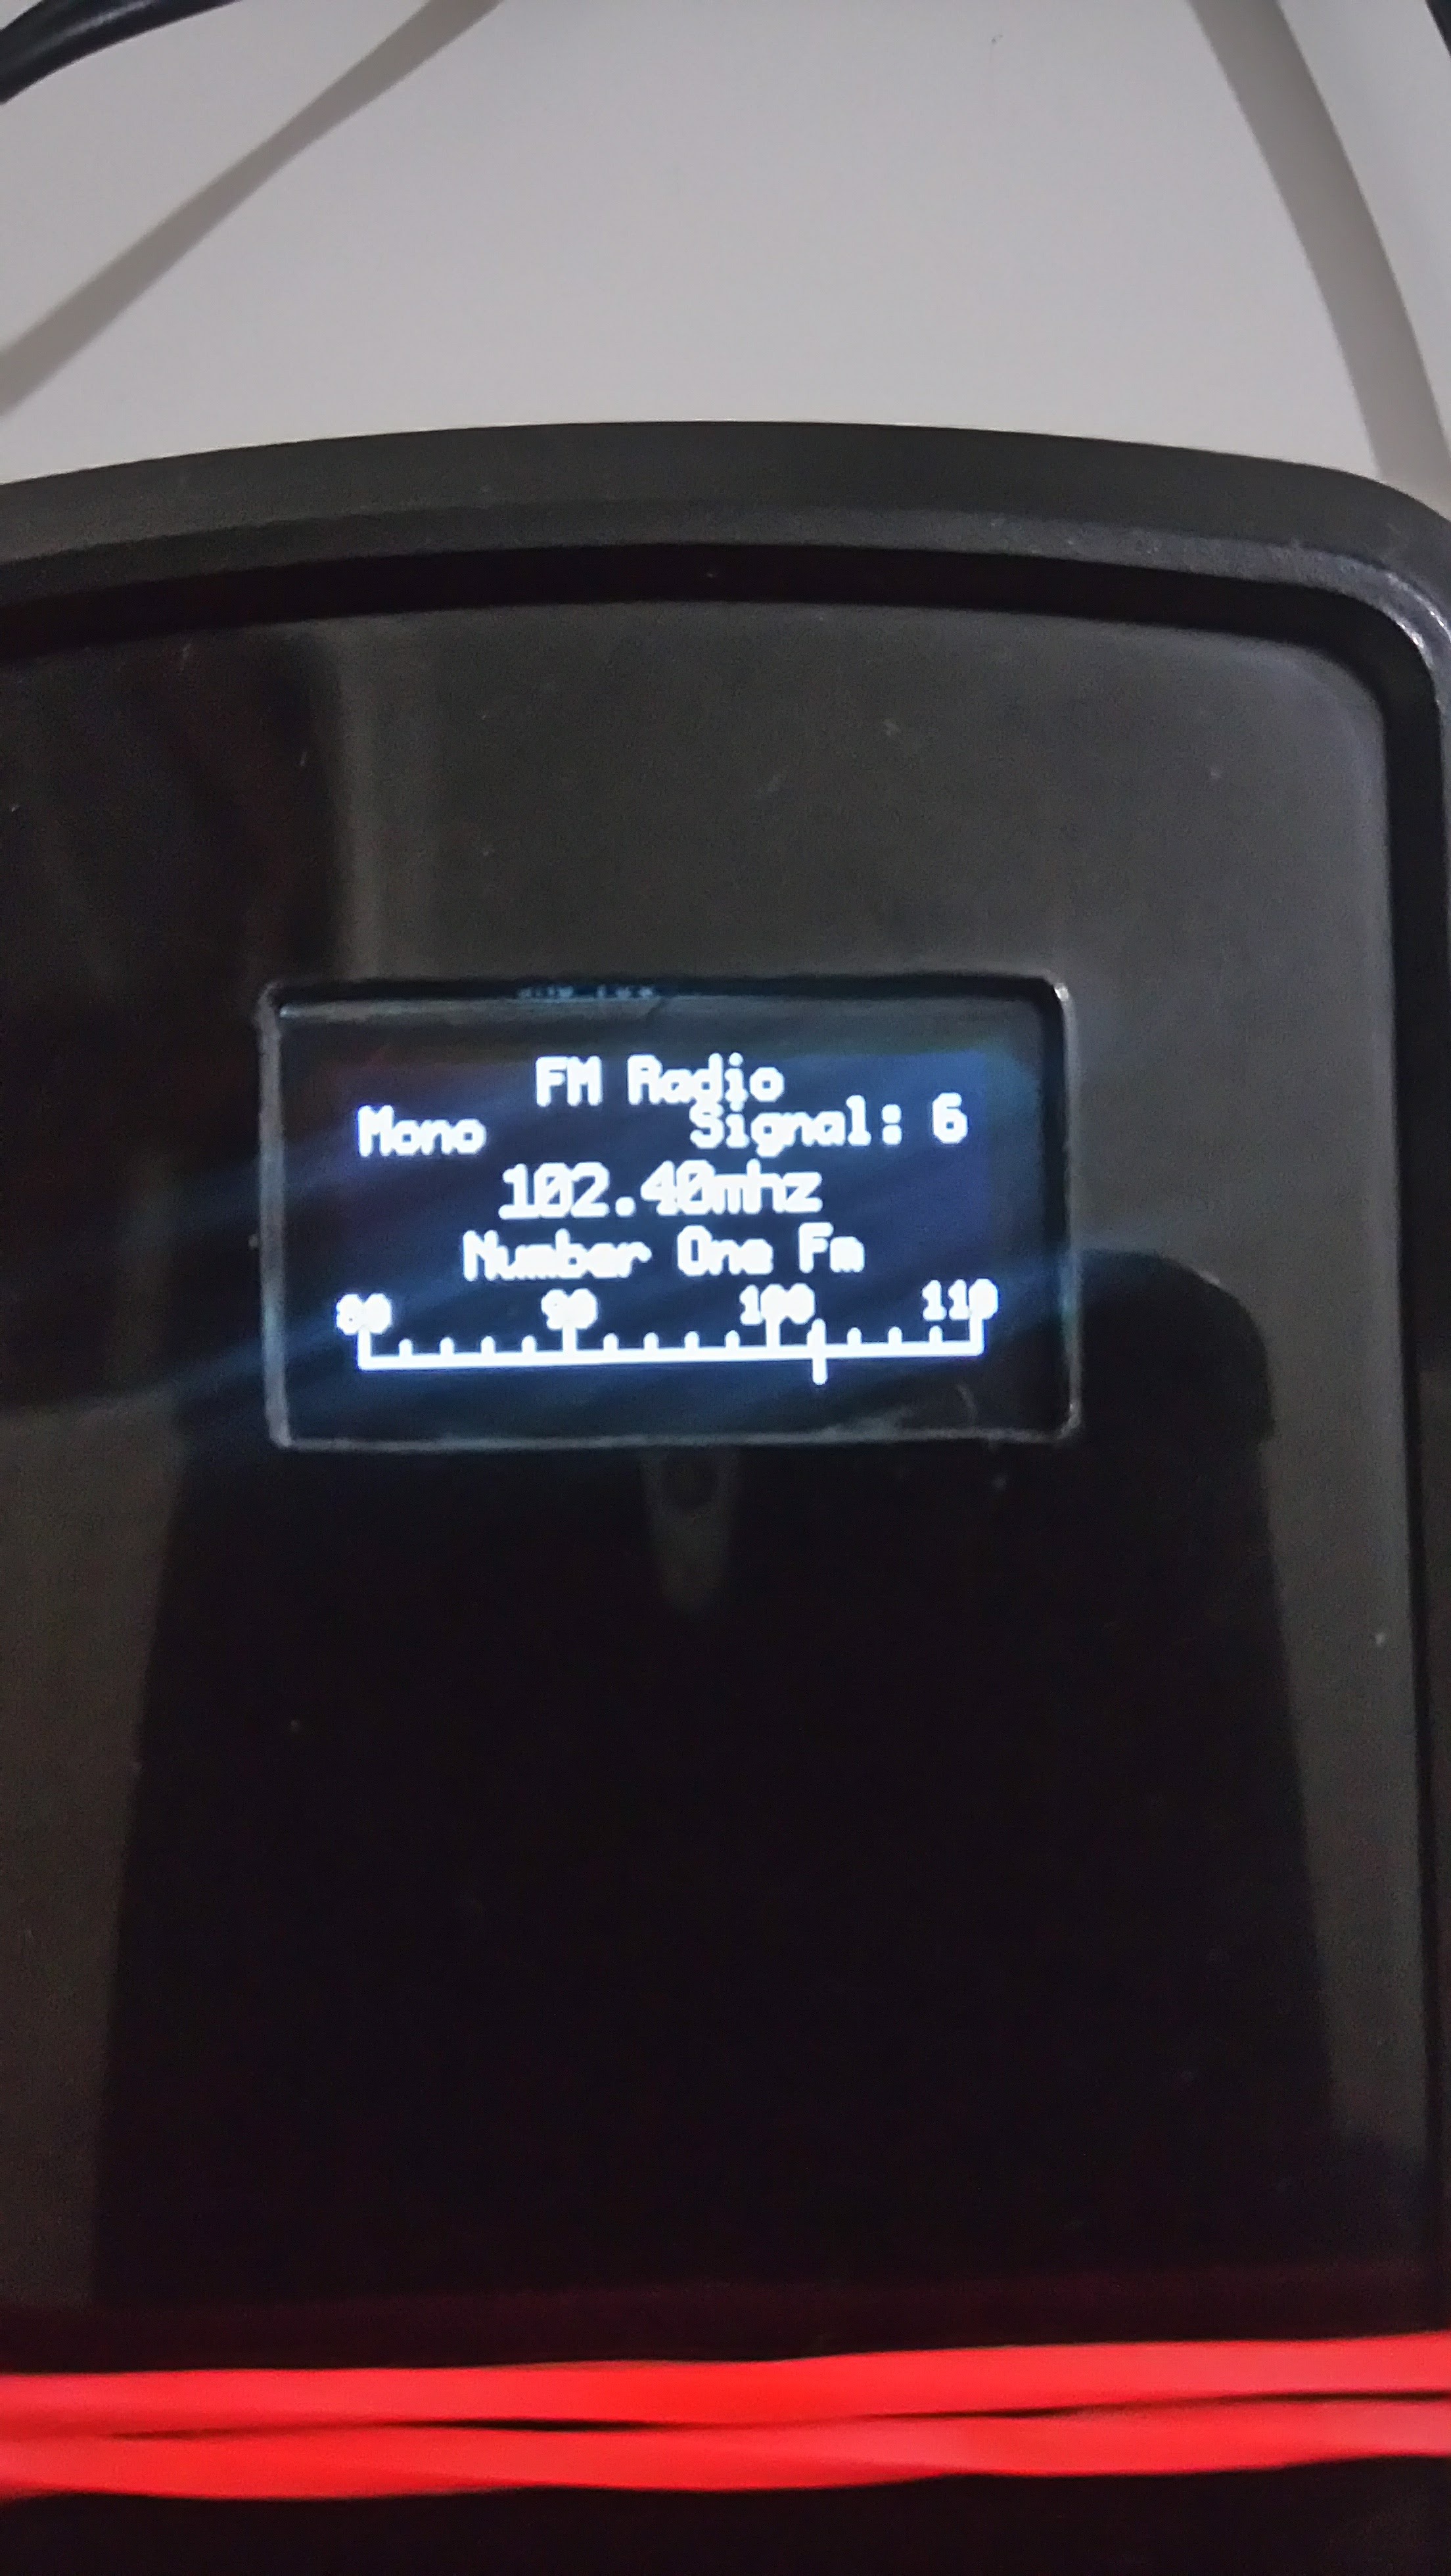 FM Radio
Mono Signal: 6
102.40mhz
Number One Fm
80 90 100 110